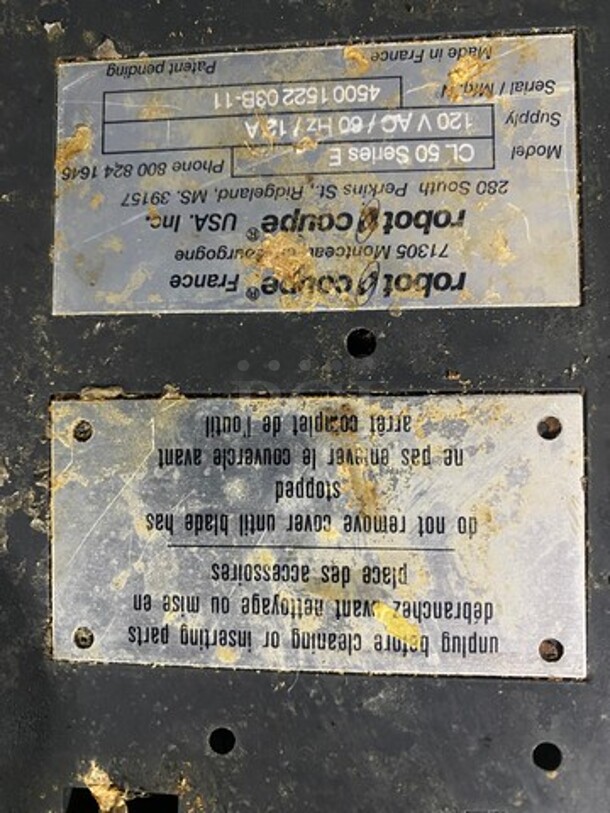 unplug before cleaning or inserting parts
débranchez avant nettoyage ou mise en
place des accessoires
do not remove cover until blade has
stopped
ne pas enlever le couvercle avant
arrêt complet de l'outil
robot coupe® France
71305 Montceau Bourgogne
robot coupe® USA. Inc.
280 South Perkins St., Ridgeland, MS. 39157
Model CL 50 Series E Phone 800 824 1646
Supply 120 V AC / 60 Hz / 12 A
Serial / Mfg. N 4500 1522 03B-11
Made in France Patent pending